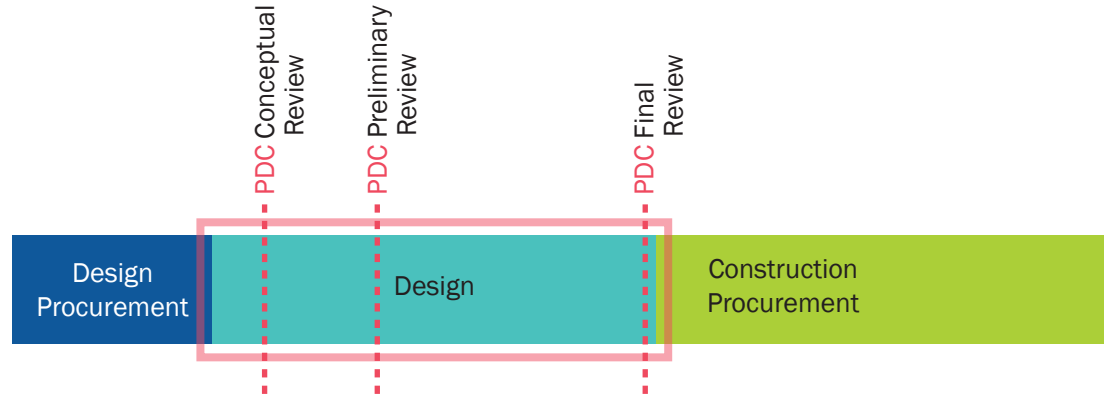 PDC Conceptual
Review
PDC Preliminary
Review
PDC Final
Review
Design
Procurement
Design
Construction
Procurement